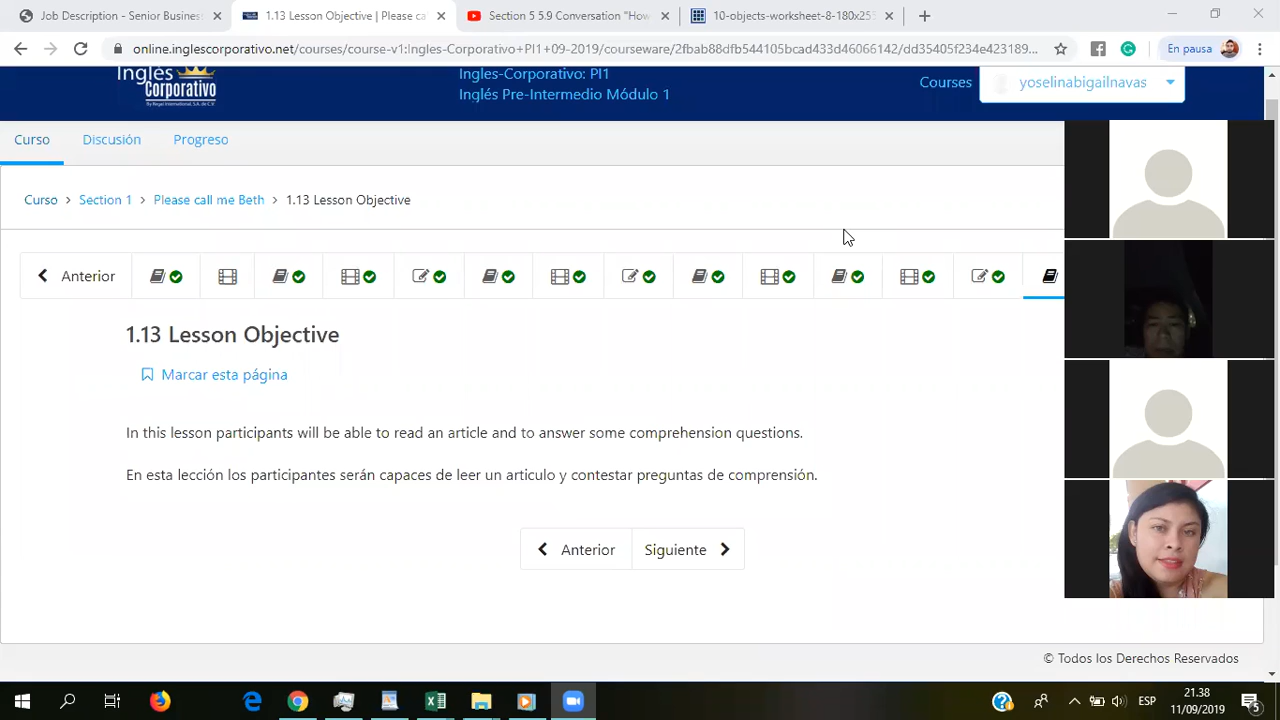 Job Description - Senior Business
1.13 Lesson Objective | Please ca
Section 5 5.9 Conversation "How
10-objects-worksheet-8-180x253
online.inglescorporativo.net/courses/course-v1:Ingles-Corporativo+PI1+09-2019/courseware/2fbab88dfb544105bcad433d460661d2/dd35405f234e423189...
En pausa
Inglés
Corporativo
Ingles-Corporativo: PI1
Inglés Pre-Intermedio Módulo 1
Courses
yoselinabigailnavas
Curso
Discusión
Progreso
Curso > Section 1 > Please call me Beth > 1.13 Lesson Objective
Anterior
1.13 Lesson Objective
Marcar esta página
In this lesson participants will be able to read an article and to answer some comprehension questions.
En esta lección los participantes serán capaces de leer un articulo y contestar preguntas de comprensión.
Anterior
Siguiente
© Todos los Derechos Reservados
ESP
21.38
11/09/2019
5